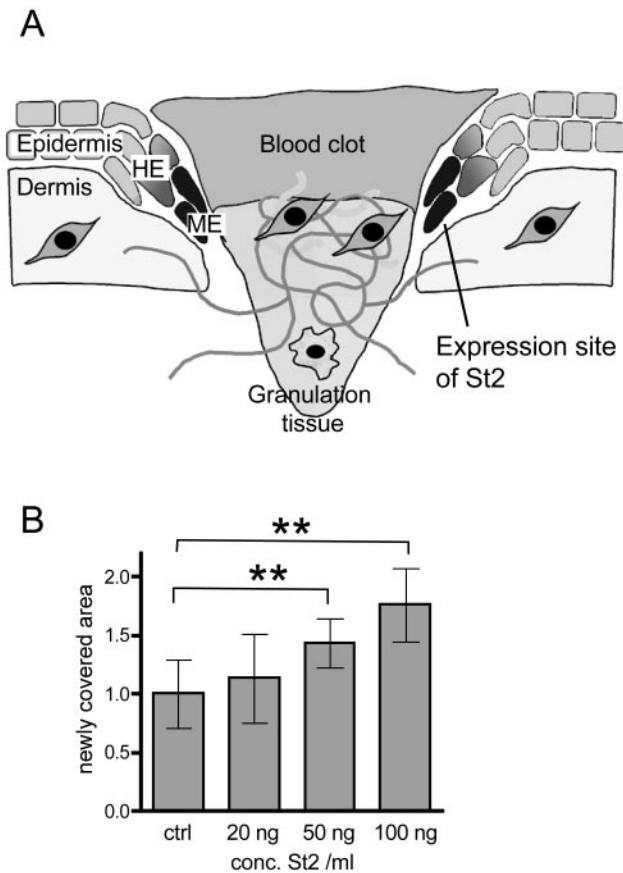 A
Epidermis
Blood clot
HE
Dermis
ME
Expression site
of St2
Granulation
tissue
B
**
**
newly covered area
2.0
1.5
1.0
0.5
0.0
ctrl 20 ng 50 ng 100 ng
conc. St2 /ml